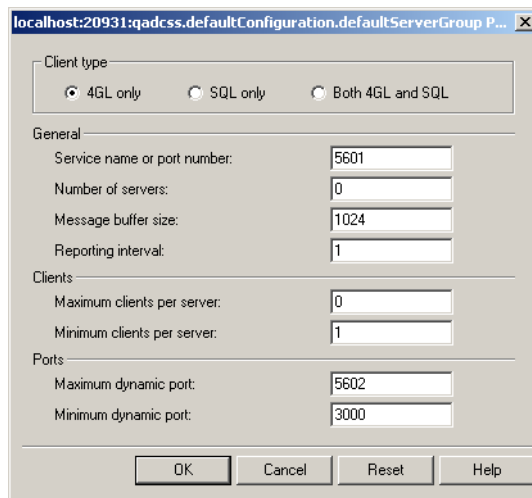 localhost:20931:qadcss.defaultConfiguration.defaultServerGroup P...
Client type
4GL only SQL only Both 4GL and SQL
General
Service name or port number: 5601
Number of servers: 0
Message buffer size: 1024
Reporting interval: 1
Clients
Maximum clients per server: 0
Minimum clients per server: 1
Ports
Maximum dynamic port: 5602
Minimum dynamic port: 3000
OK Cancel Reset Help